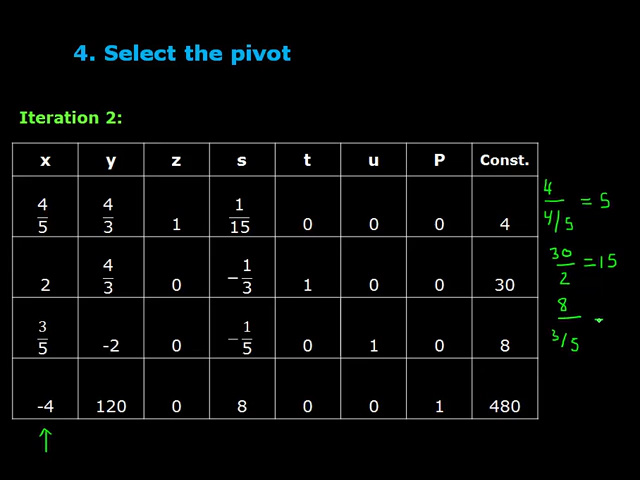 4. Select the pivot
Iteration 2:
x y z s t u P Const.
4/5 4/3 1 1/15 0 0 0 4
2 4/3 0 -1/3 1 0 0 30
3/5 -2 0 -1/5 0 1 0 8
-4 120 0 8 0 0 1 480
4/(4/5) = 5
30/2 = 15
8/(3/5) =